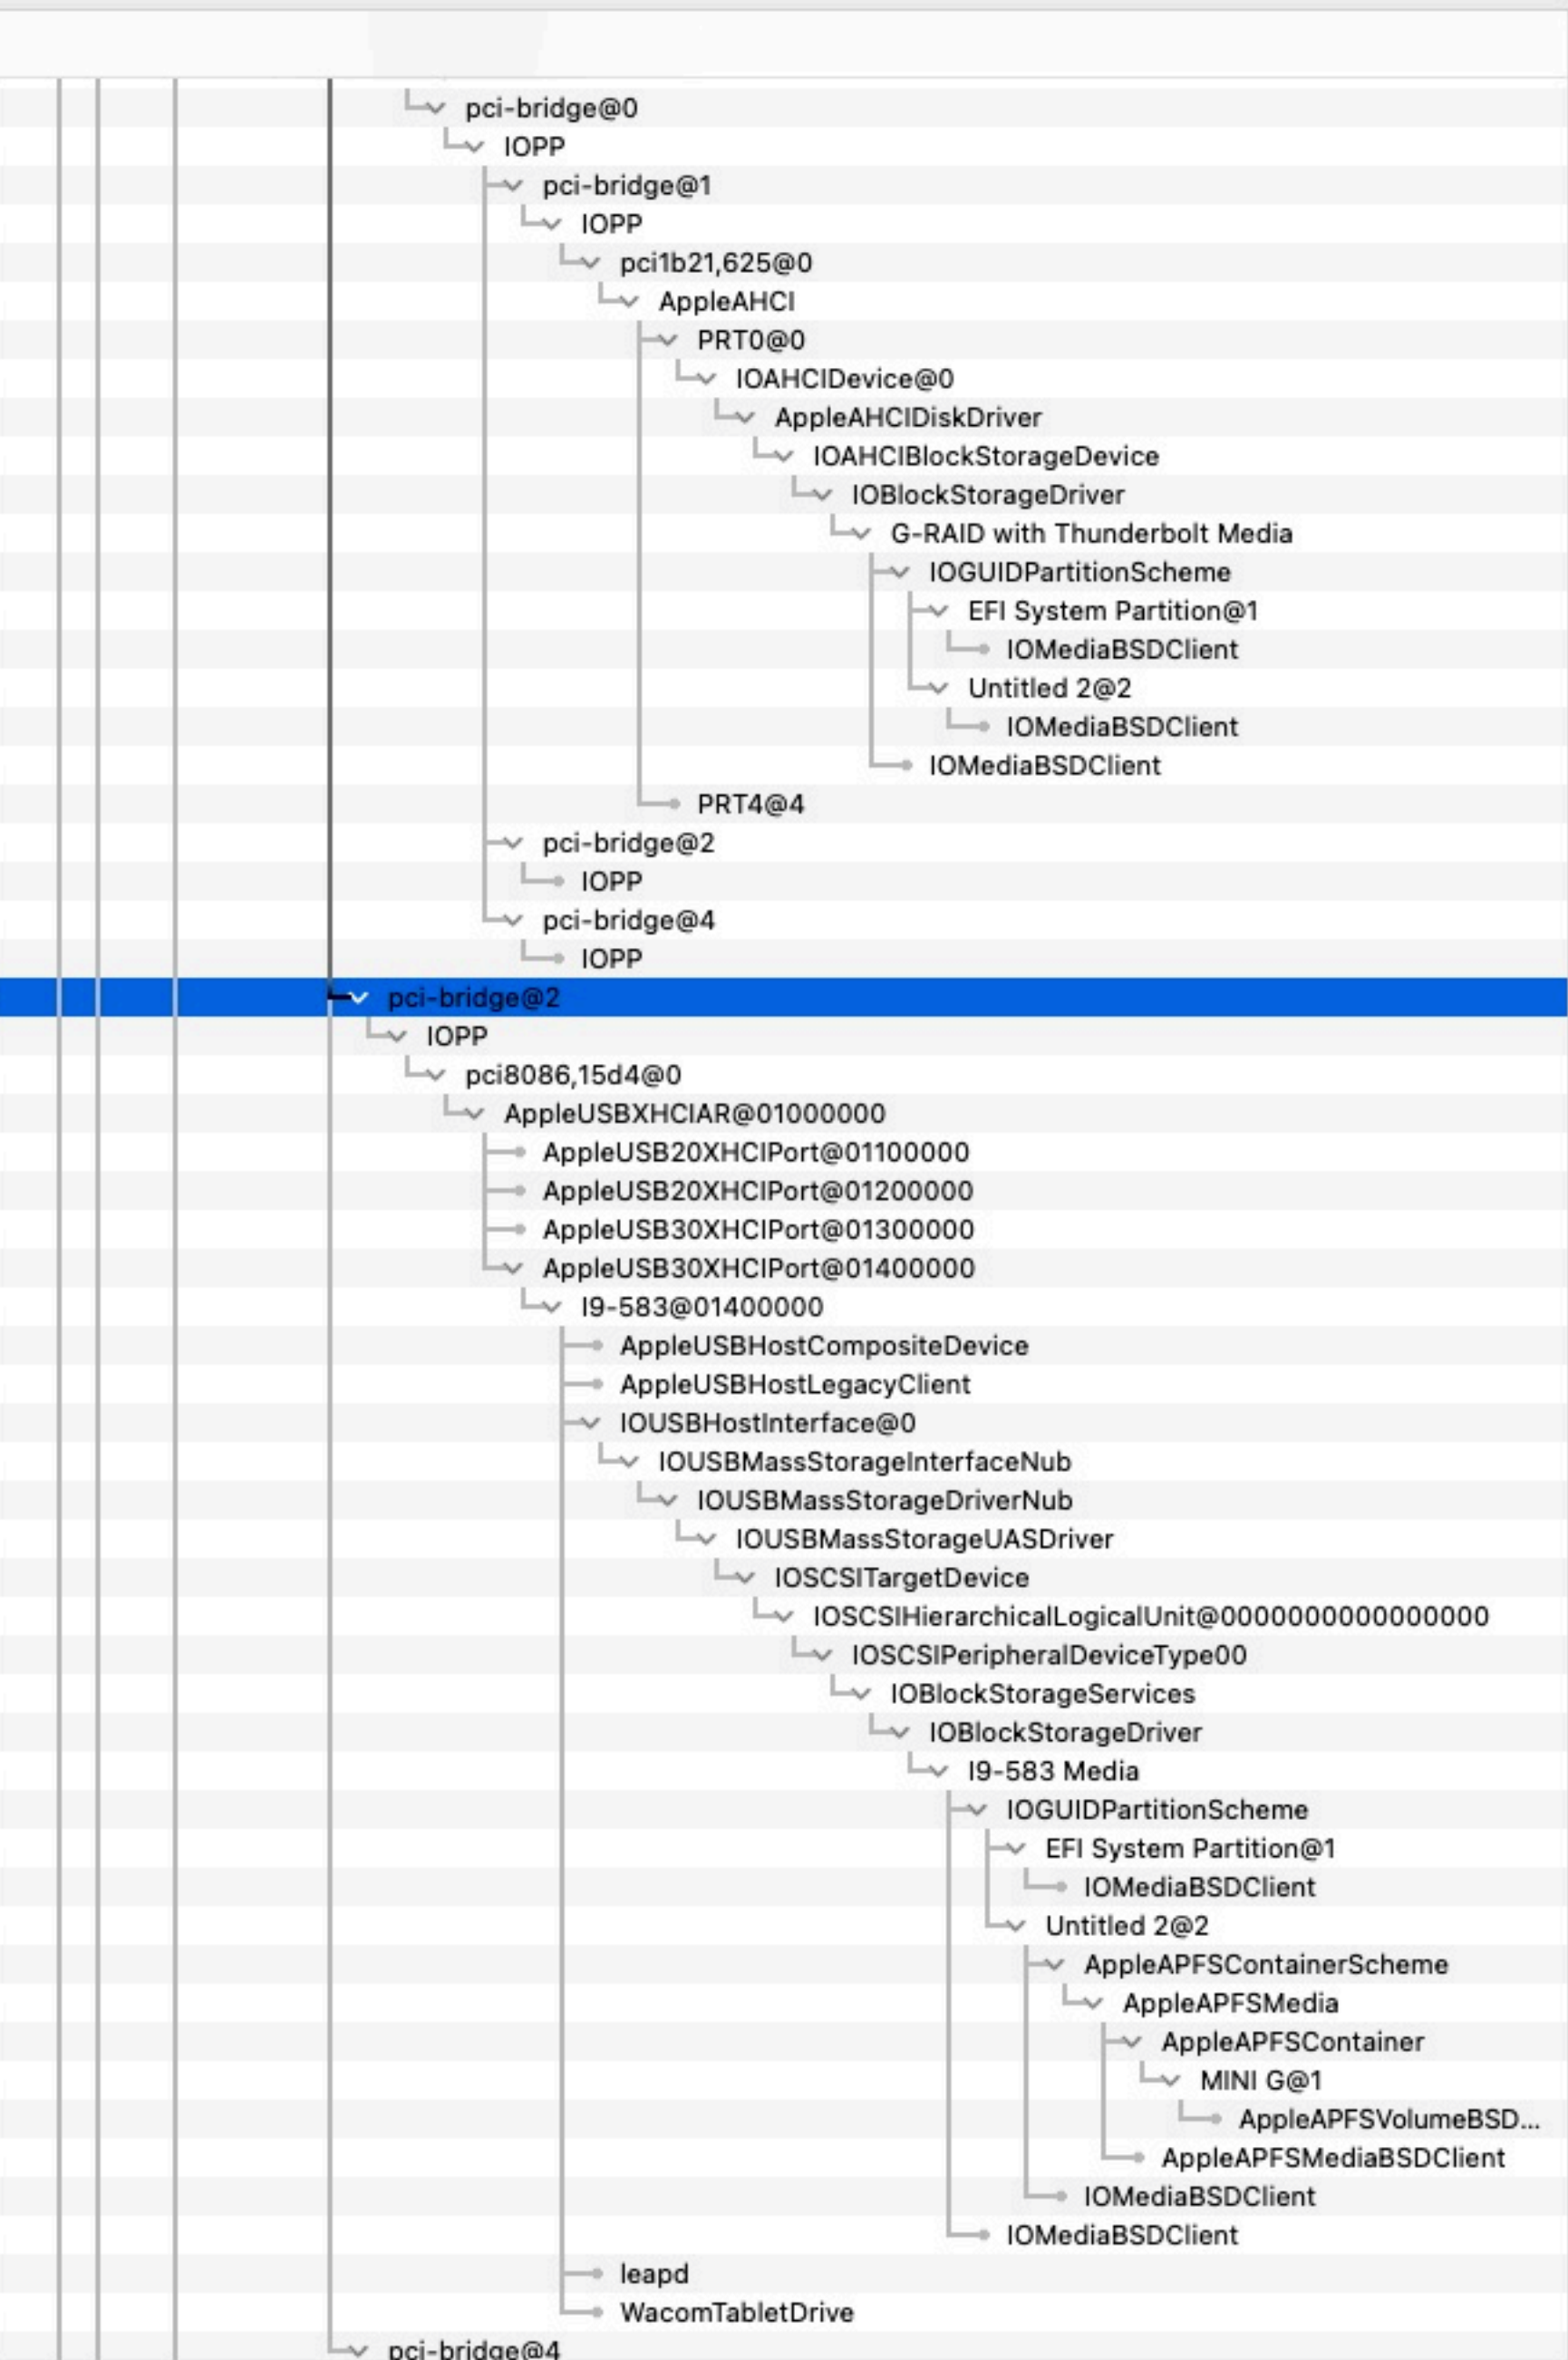 pci-bridge@0
IOPP
pci-bridge@1
IOPP
pci1b21,625@0
AppleAHCI
PRT0@0
IOAHCIDevice@0
AppleAHCIDiskDriver
IOAHCIBlockStorageDevice
IOBlockStorageDriver
G-RAID with Thunderbolt Media
IOGUIDPartitionScheme
EFI System Partition@1
IOMediaBSDClient
Untitled 2@2
IOMediaBSDClient
IOMediaBSDClient
PRT4@4
pci-bridge@2
IOPP
pci-bridge@4
IOPP
pci-bridge@2
IOPP
pci8086,15d4@0
AppleUSBXHCIAR@01000000
AppleUSB20XHCIPort@01100000
AppleUSB20XHCIPort@01200000
AppleUSB30XHCIPort@01300000
AppleUSB30XHCIPort@01400000
I9-583@01400000
AppleUSBHostCompositeDevice
AppleUSBHostLegacyClient
IOUSBHostInterface@0
IOUSBMassStorageInterfaceNub
IOUSBMassStorageDriverNub
IOUSBMassStorageUASDriver
IOSCSITargetDevice
IOSCSIHierarchicalLogicalUnit@0000000000000000
IOSCSIPeripheralDeviceType00
IOBlockStorageServices
IOBlockStorageDriver
I9-583 Media
IOGUIDPartitionScheme
EFI System Partition@1
IOMediaBSDClient
Untitled 2@2
AppleAPFSContainerScheme
AppleAPFSMedia
AppleAPFSContainer
MINI G@1
AppleAPFSVolumeBSD...
AppleAPFSMediaBSDClient
IOMediaBSDClient
IOMediaBSDClient
leapd
WacomTabletDrive
pci-bridge@4